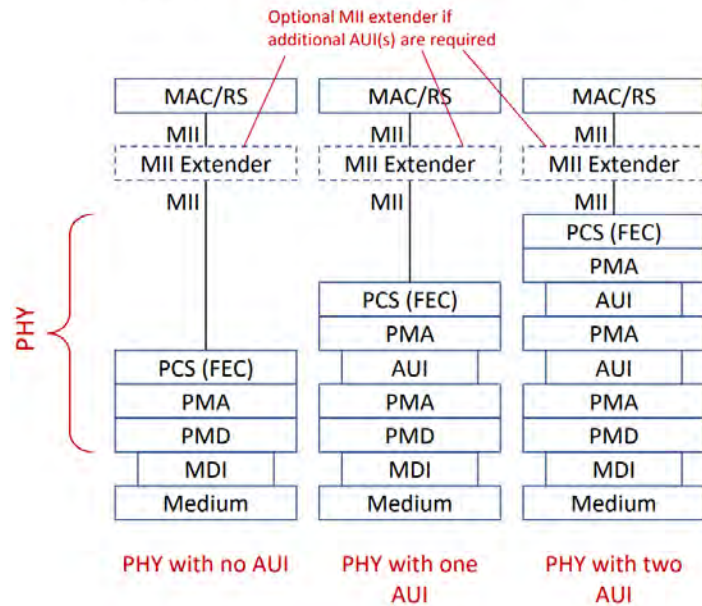 Optional MII extender if
additional AUI(s) are required
MAC/RS
MAC/RS
MAC/RS
MII
MII
MII
MII Extender
MII Extender
MII Extender
MII
MII
MII
PHY
PCS (FEC)
PMA
PMD
MDI
Medium
PCS (FEC)
PMA
AUI
PMA
PMD
MDI
Medium
PCS (FEC)
PMA
AUI
PMA
AUI
PMA
PMD
MDI
Medium
PHY with no AUI
PHY with one
AUI
PHY with two
AUI